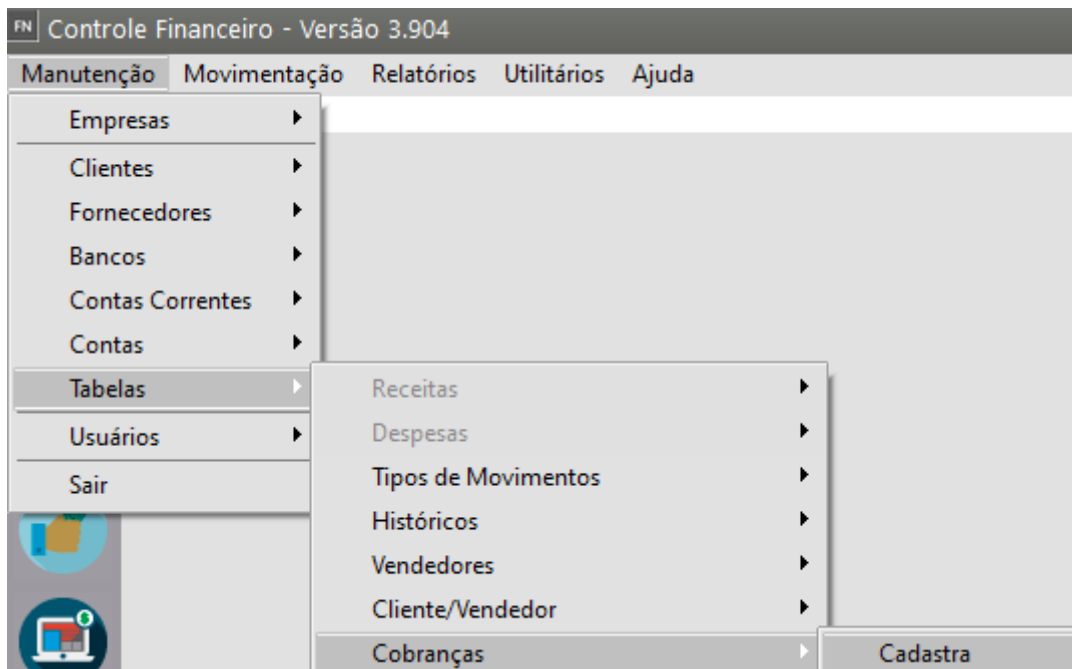 FN Controle Financeiro - Versão 3.904
Manutenção Movimentação Relatórios Utilitários Ajuda
Empresas
Clientes
Fornecedores
Bancos
Contas Correntes
Contas
Tabelas
Usuários
Sair
Receitas
Despesas
Tipos de Movimentos
Históricos
Vendedores
Cliente/Vendedor
Cobranças
Cadastra